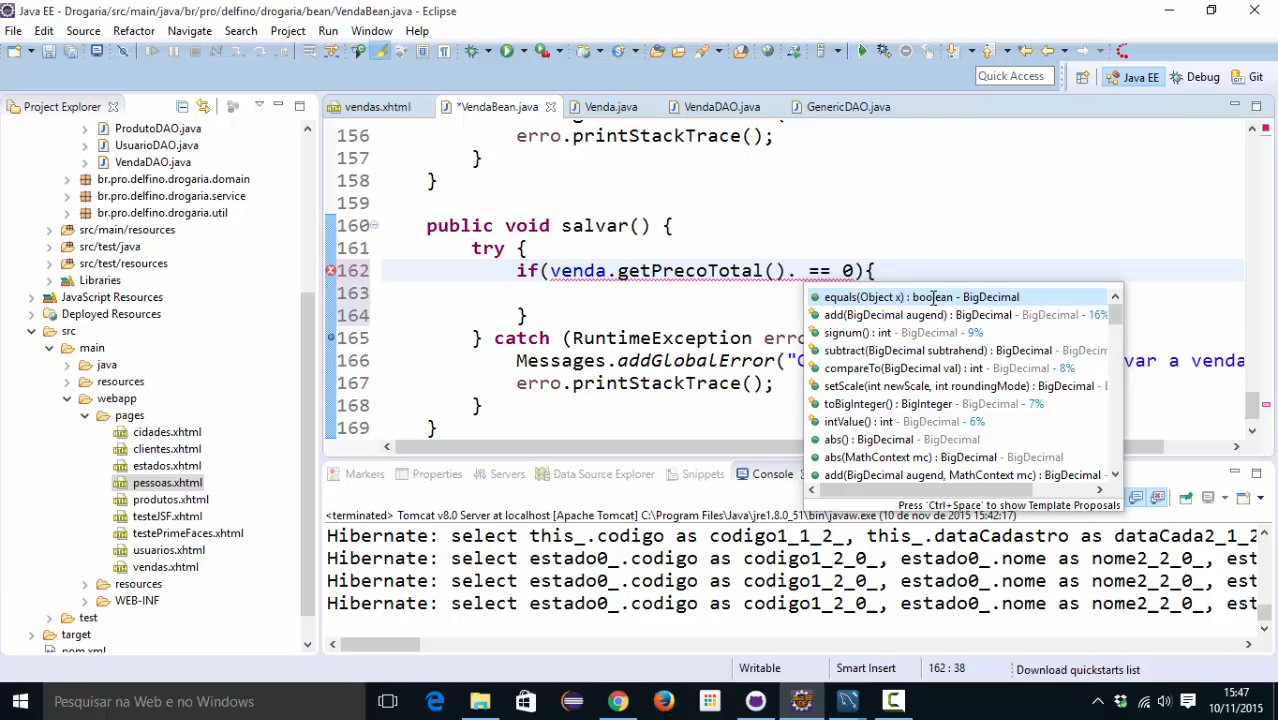 Java EE - Drogaria/src/main/java/br/pro/delfino/drogaria/bean/VendaBean.java - Eclipse
File Edit Source Refactor Navigate Search Project Run Window Help
Quick Access
Java EE
Debug
Git
Project Explorer
vendas.xhtml
*VendaBean.java
Venda.java
VendaDAO.java
GenericDAO.java
ProdutoDAO.java
UsuarioDAO.java
VendaDAO.java
br.pro.delfino.drogaria.domain
br.pro.delfino.drogaria.service
br.pro.delfino.drogaria.util
src/main/resources
src/test/java
src/test/resources
Libraries
JavaScript Resources
Deployed Resources
src
main
java
resources
webapp
pages
cidades.xhtml
clientes.xhtml
estados.xhtml
pessoas.xhtml
produtos.xhtml
testeJSF.xhtml
testePrimeFaces.xhtml
usuarios.xhtml
vendas.xhtml
resources
WEB-INF
test
target
pom.xml
156 erro.printStackTrace();
157 }
158 }
159
160 public void salvar() {
161 try {
162 if(venda.getPrecoTotal(). == 0){
163
164 }
165 } catch (RuntimeException erro
166 Messages.addGlobalError("O var a venda
167 erro.printStackTrace();
168 }
169 }
equals(Object x) : boolean - BigDecimal
add(BigDecimal augend) : BigDecimal - BigDecimal - 16%
signum() : int - 9%
subtract(BigDecimal subtrahend) : BigDecimal - BigDecim
compareTo(BigDecimal val) : int - 8%
setScale(int newScale, int roundingMode) : BigDecimal -
toBigInteger() : BigInteger - BigDecimal - 7%
intValue() : int - BigDecimal - 6%
abs() : BigDecimal - BigDecimal
abs(MathContext mc) : BigDecimal - BigDecimal
add(BigDecimal augend, MathContext mc) : BigDecimal -
Press 'Ctrl+Space' to show Template Proposals
Markers
Properties
Servers
Data Source Explorer
Snippets
Console
<terminated> Tomcat v8.0 Server at localhost [Apache Tomcat] C:\Program Files\Java\jre1.8.0_51\bin\javaw.exe (10 de nov de 2015 15:42:17)
Hibernate: select this_.codigo as codigo1_1_2_, this_.dataCadastro as dataCada2_1_2
Hibernate: select estado0_.codigo as codigo1_2_0_, estado0_.nome as nome2_2_0_, est
Hibernate: select estado0_.codigo as codigo1_2_0_, estado0_.nome as nome2_2_0_, est
Hibernate: select estado0_.codigo as codigo1_2_0_, estado0_.nome as nome2_2_0_, est
Writable
Smart Insert
162 : 38
Download quickstarts list
Pesquisar na Web e no Windows
15:47
10/11/2015